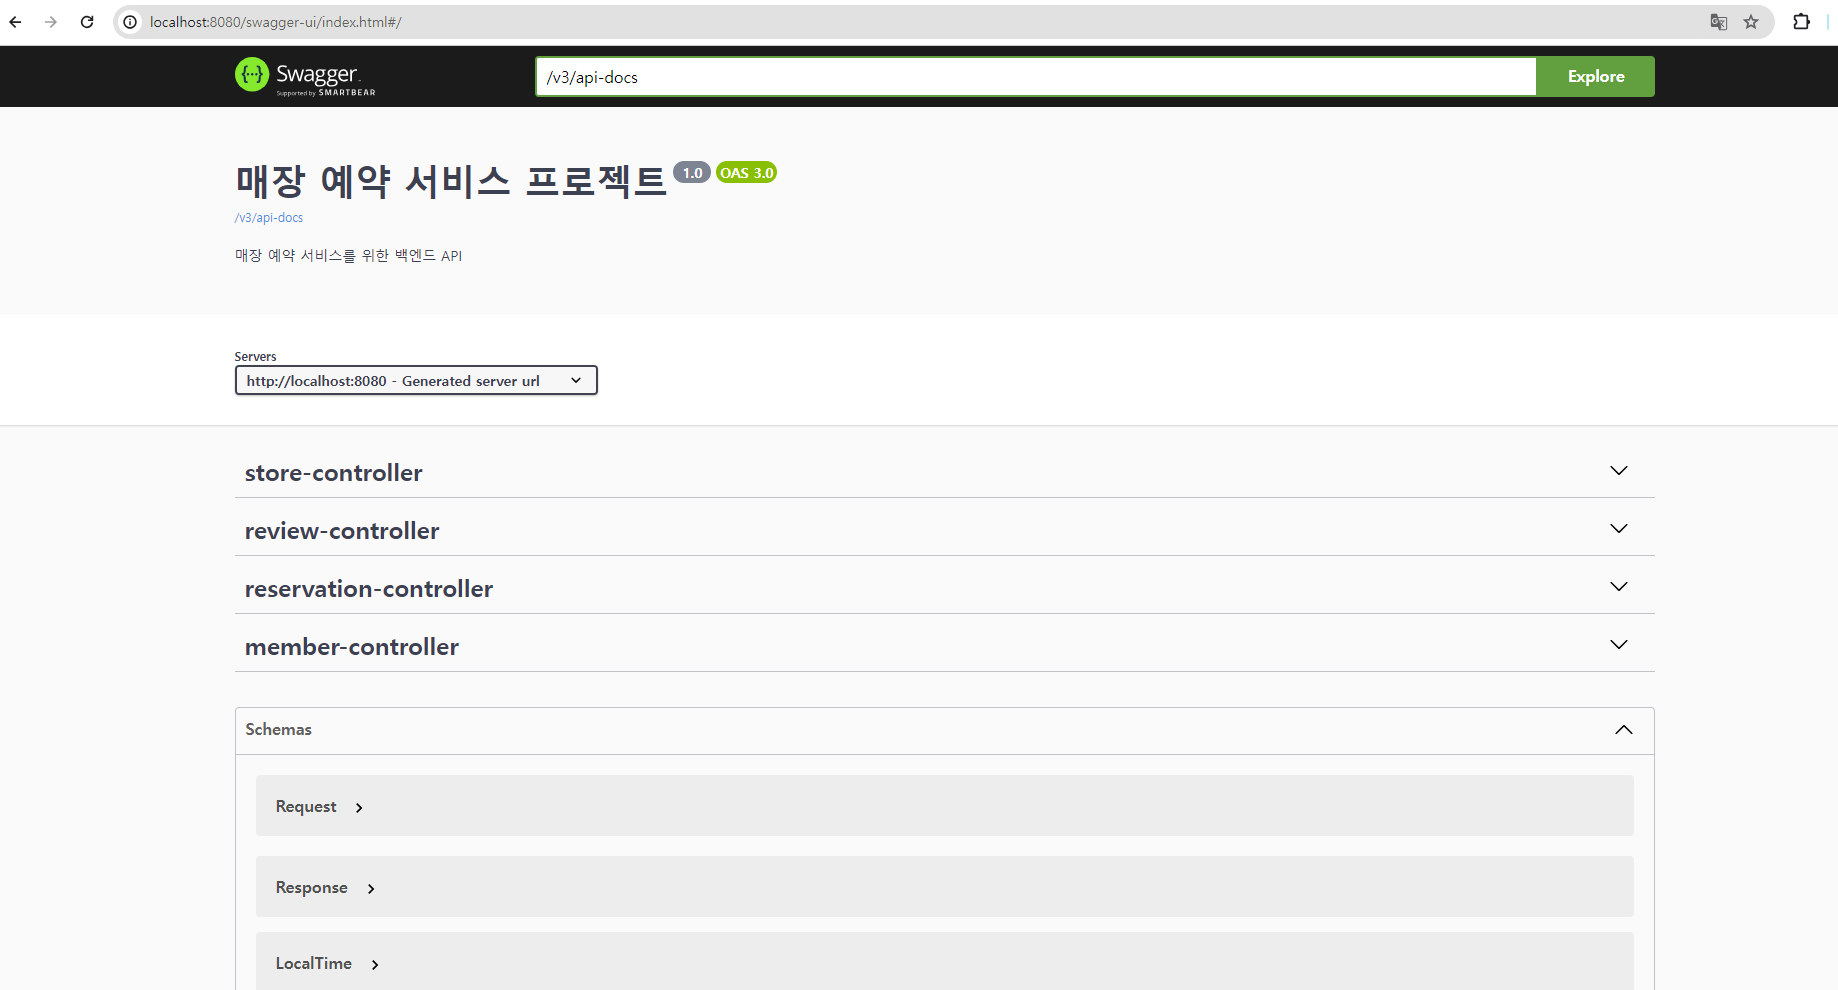 localhost:8080/swagger-ui/index.html#/
Swagger.
Supported by SMARTBEAR
/v3/api-docs
Explore
매장 예약 서비스 프로젝트 1.0 OAS 3.0
/v3/api-docs
매장 예약 서비스를 위한 백엔드 API
Servers
http://localhost:8080 - Generated server url
store-controller
review-controller
reservation-controller
member-controller
Schemas
Request
Response
LocalTime